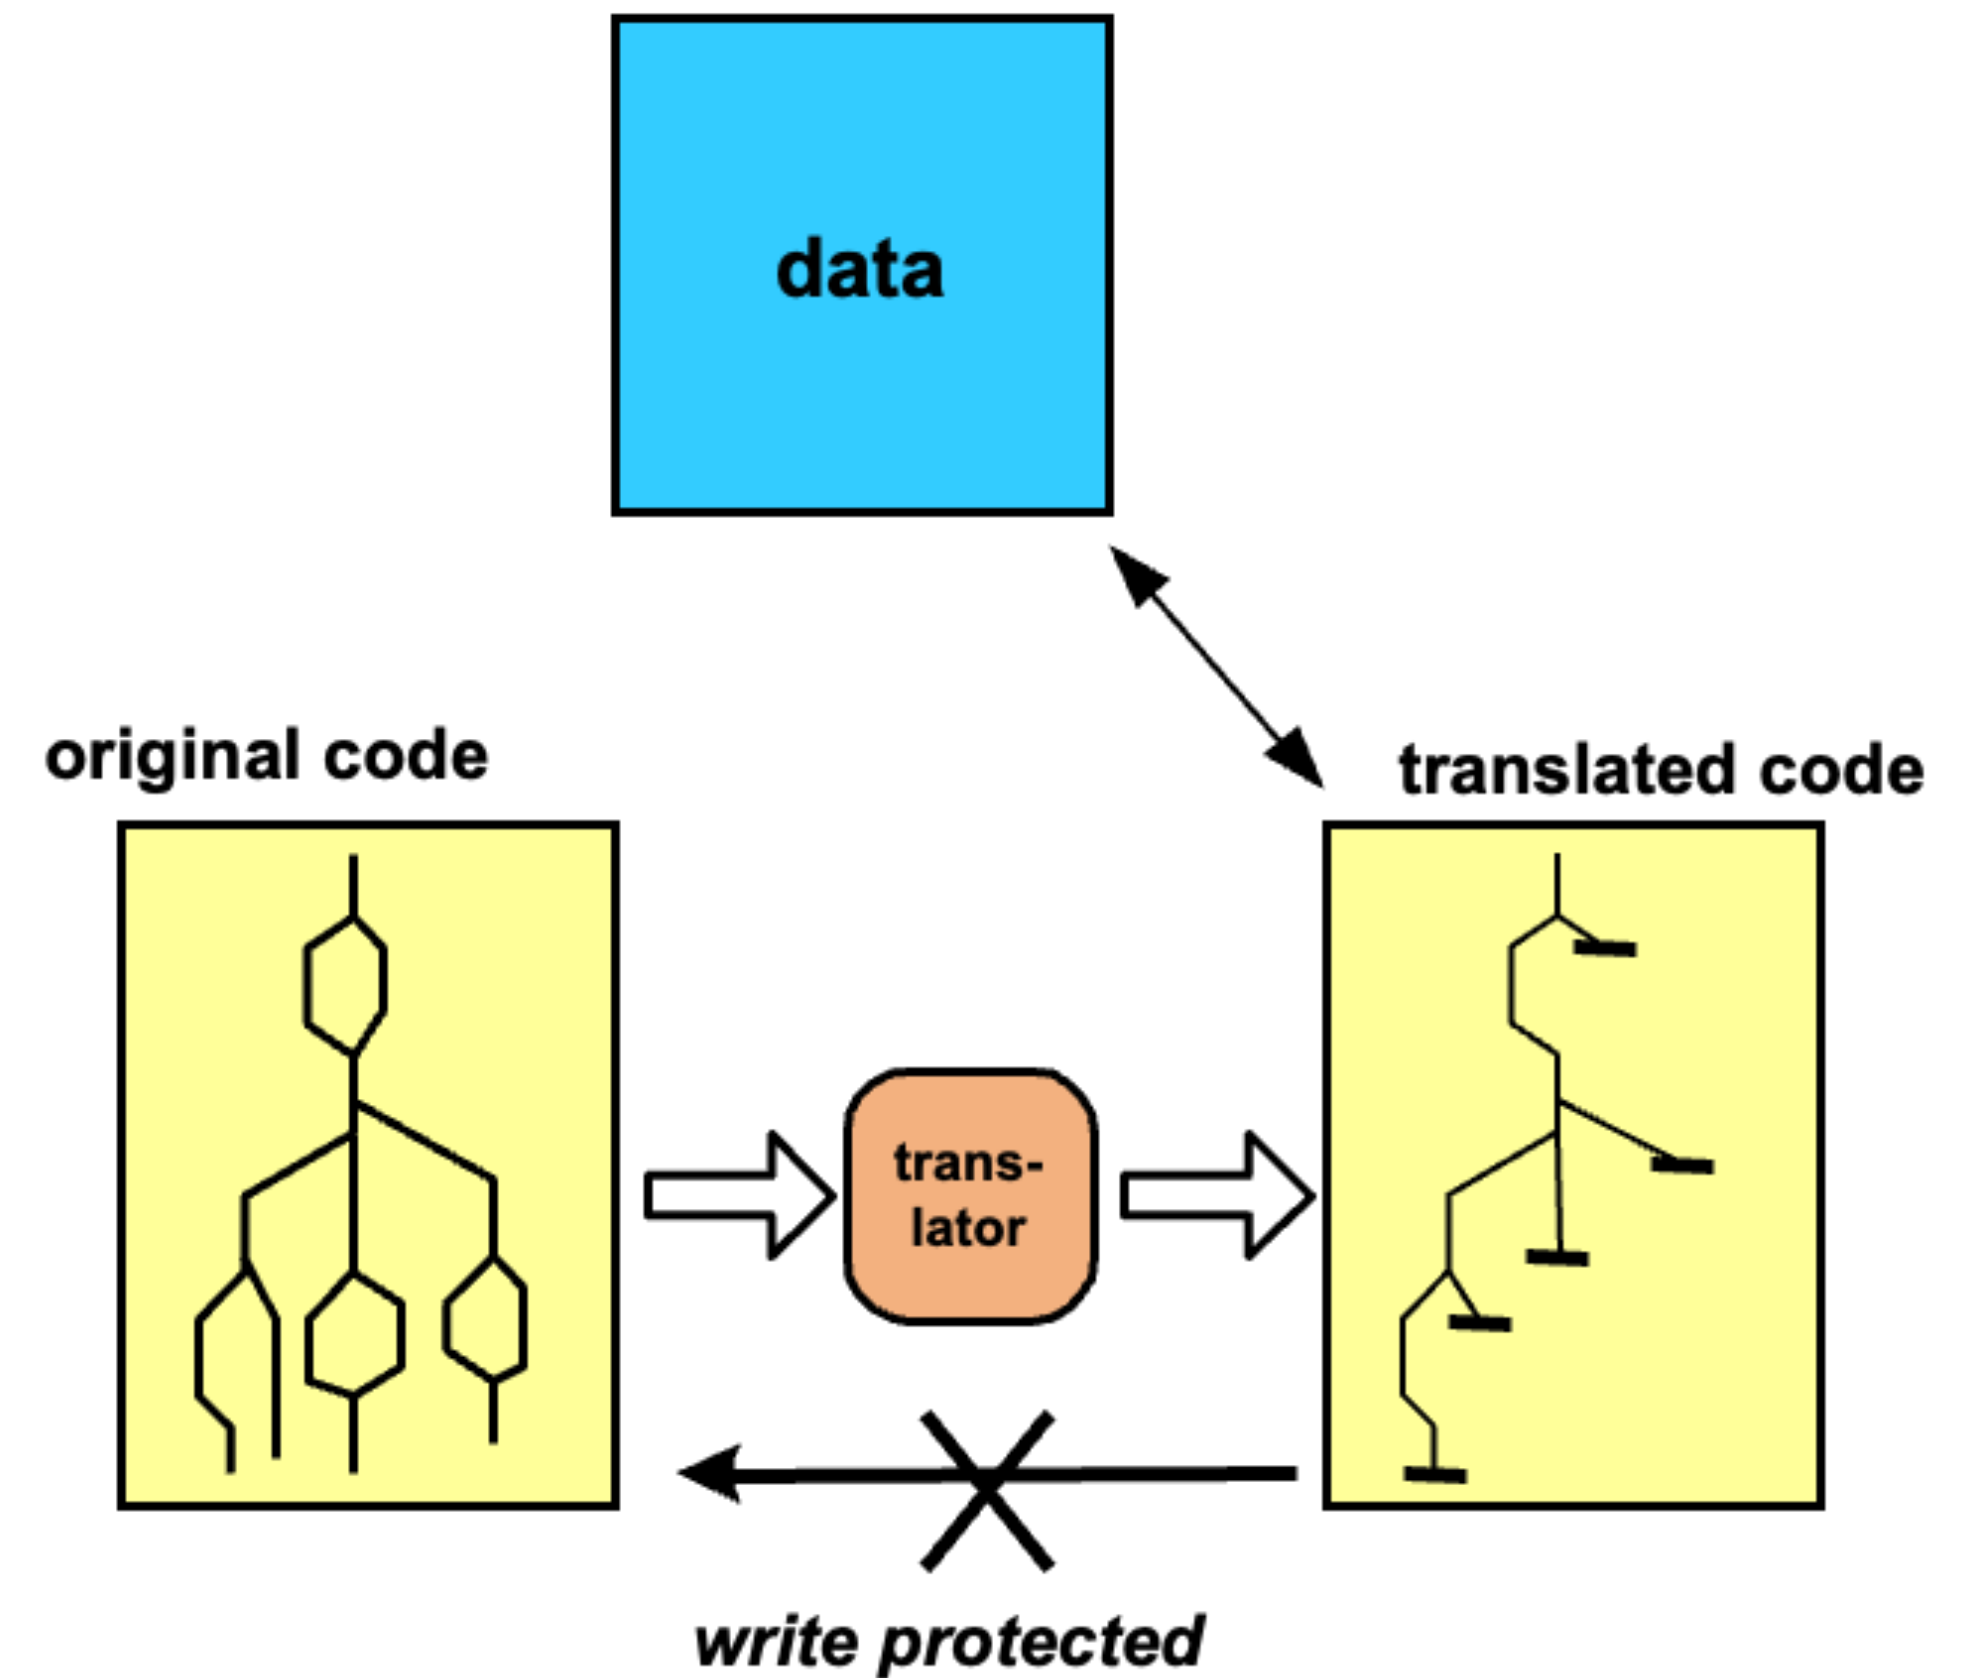 data
original code
translated code
trans-
lator
write protected